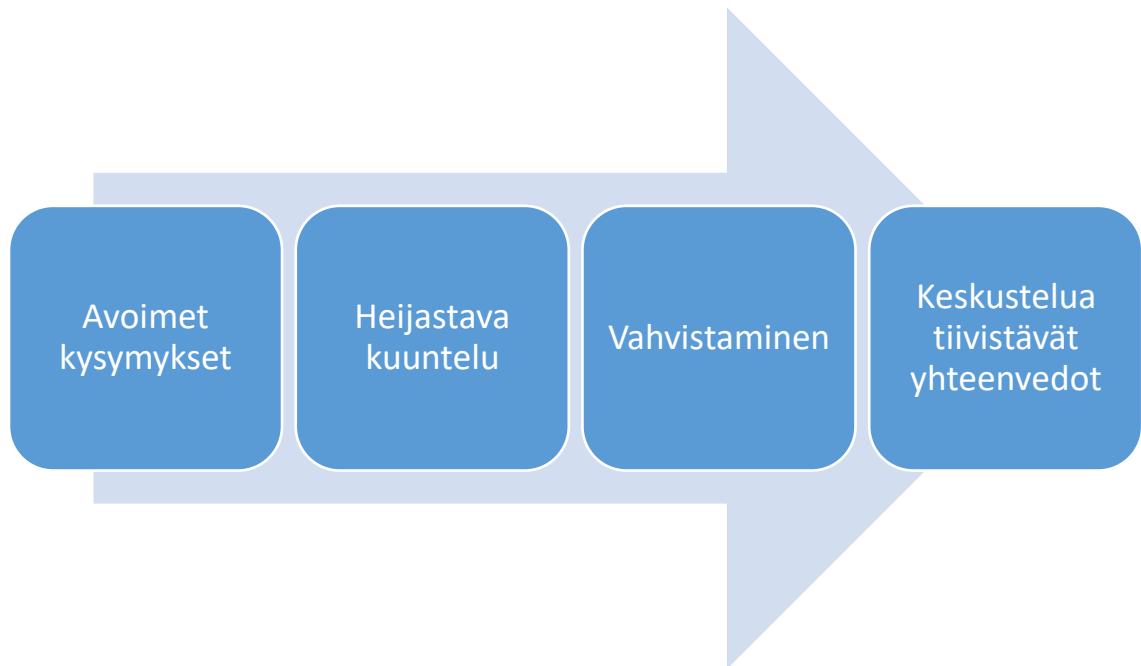 Avoimet
kysymykset
Heijastava
kuuntelu
Vahvistaminen
Keskustelua
tiivistävät
yhteenvedot